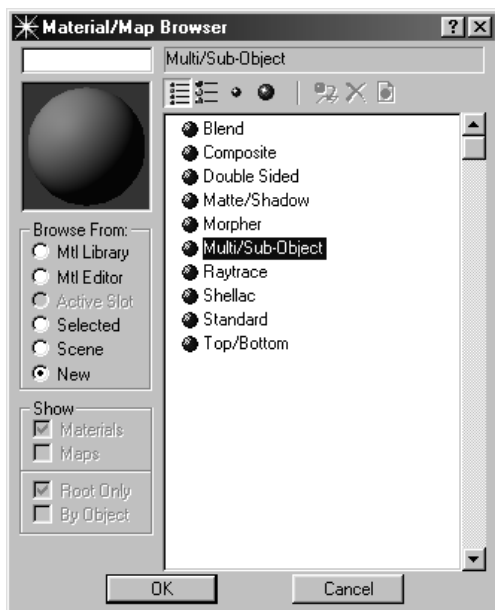 Material/Map Browser
Multi/Sub-Object
Blend
Composite
Double Sided
Matte/Shadow
Morpher
Multi/Sub-Object
Raytrace
Shellac
Standard
Top/Bottom
Browse From:
Mtl Library
Mtl Editor
Active Slot
Selected
Scene
New
Show
Materials
Maps
Root Only
By Object
OK
Cancel